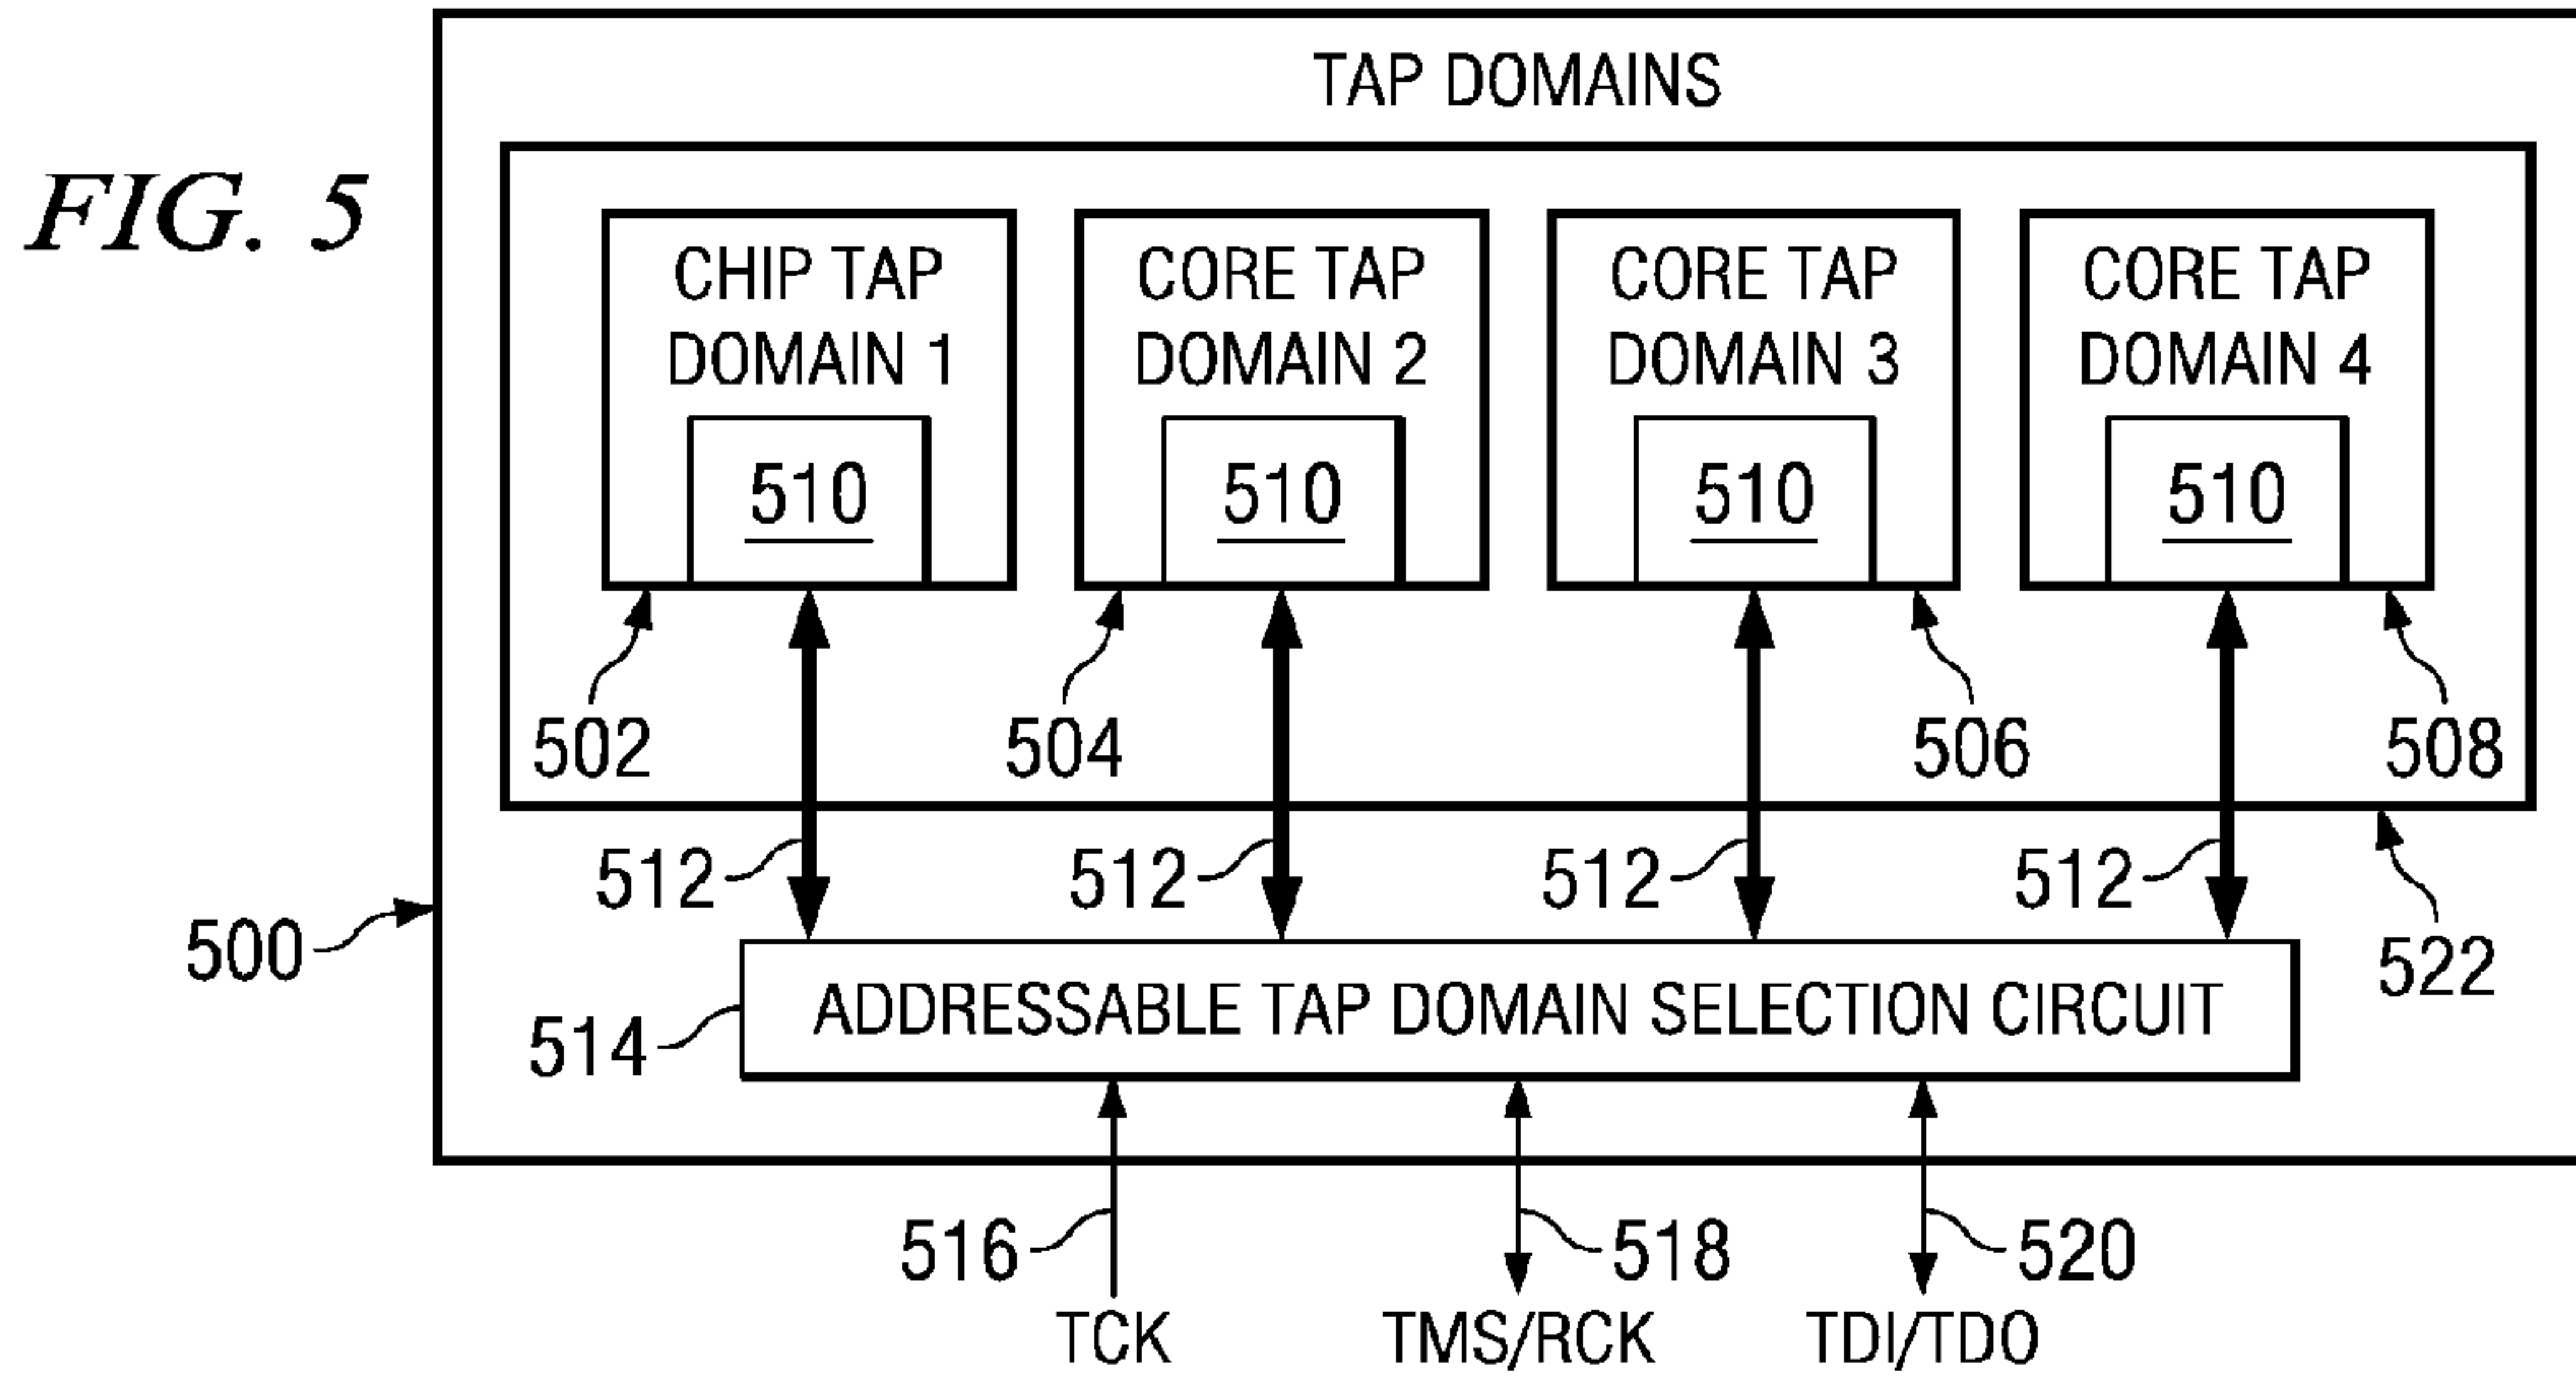 TAP DOMAINS
FIG. 5
CHIP TAP
DOMAIN 1
510
CORE TAP
DOMAIN 2
510
CORE TAP
DOMAIN 3
510
CORE TAP
DOMAIN 4
510
502
504
506
508
512
512
512
512
500
522
514
ADDRESSABLE TAP DOMAIN SELECTION CIRCUIT
516
518
520
TCK
TMS/RCK
TDI/TDO